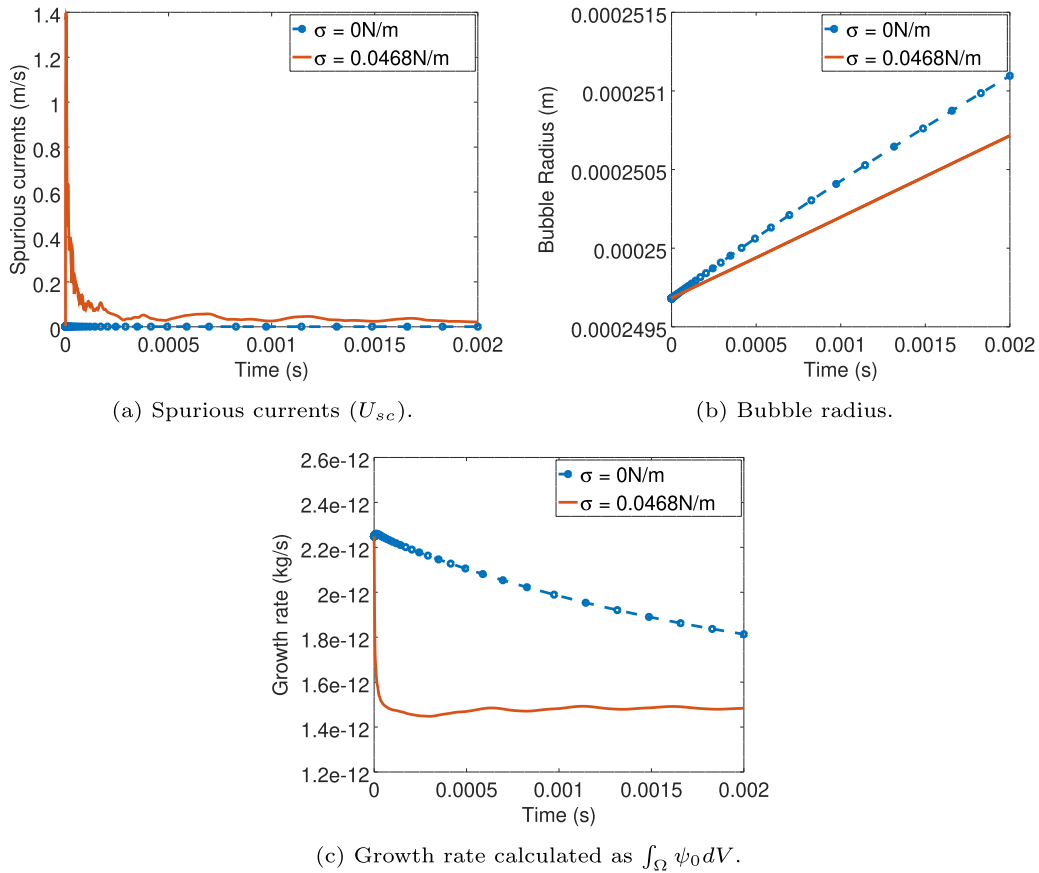 σ = 0N/m
σ = 0.0468N/m
1.4
1.2
1
0.8
0.6
0.4
0.2
0
Spurious currents (m/s)
0 0.0005 0.001 0.0015 0.002
Time (s)
(a) Spurious currents (U_sc).
σ = 0N/m
σ = 0.0468N/m
0.0002515
0.000251
0.0002505
0.00025
0.0002495
Bubble Radius (m)
0 0.0005 0.001 0.0015 0.002
Time (s)
(b) Bubble radius.
σ = 0N/m
σ = 0.0468N/m
2.6e-12
2.4e-12
2.2e-12
2e-12
1.8e-12
1.6e-12
1.4e-12
1.2e-12
Growth rate (kg/s)
0 0.0005 0.001 0.0015 0.002
Time (s)
(c) Growth rate calculated as ∫_Ω ψ_0 dV.